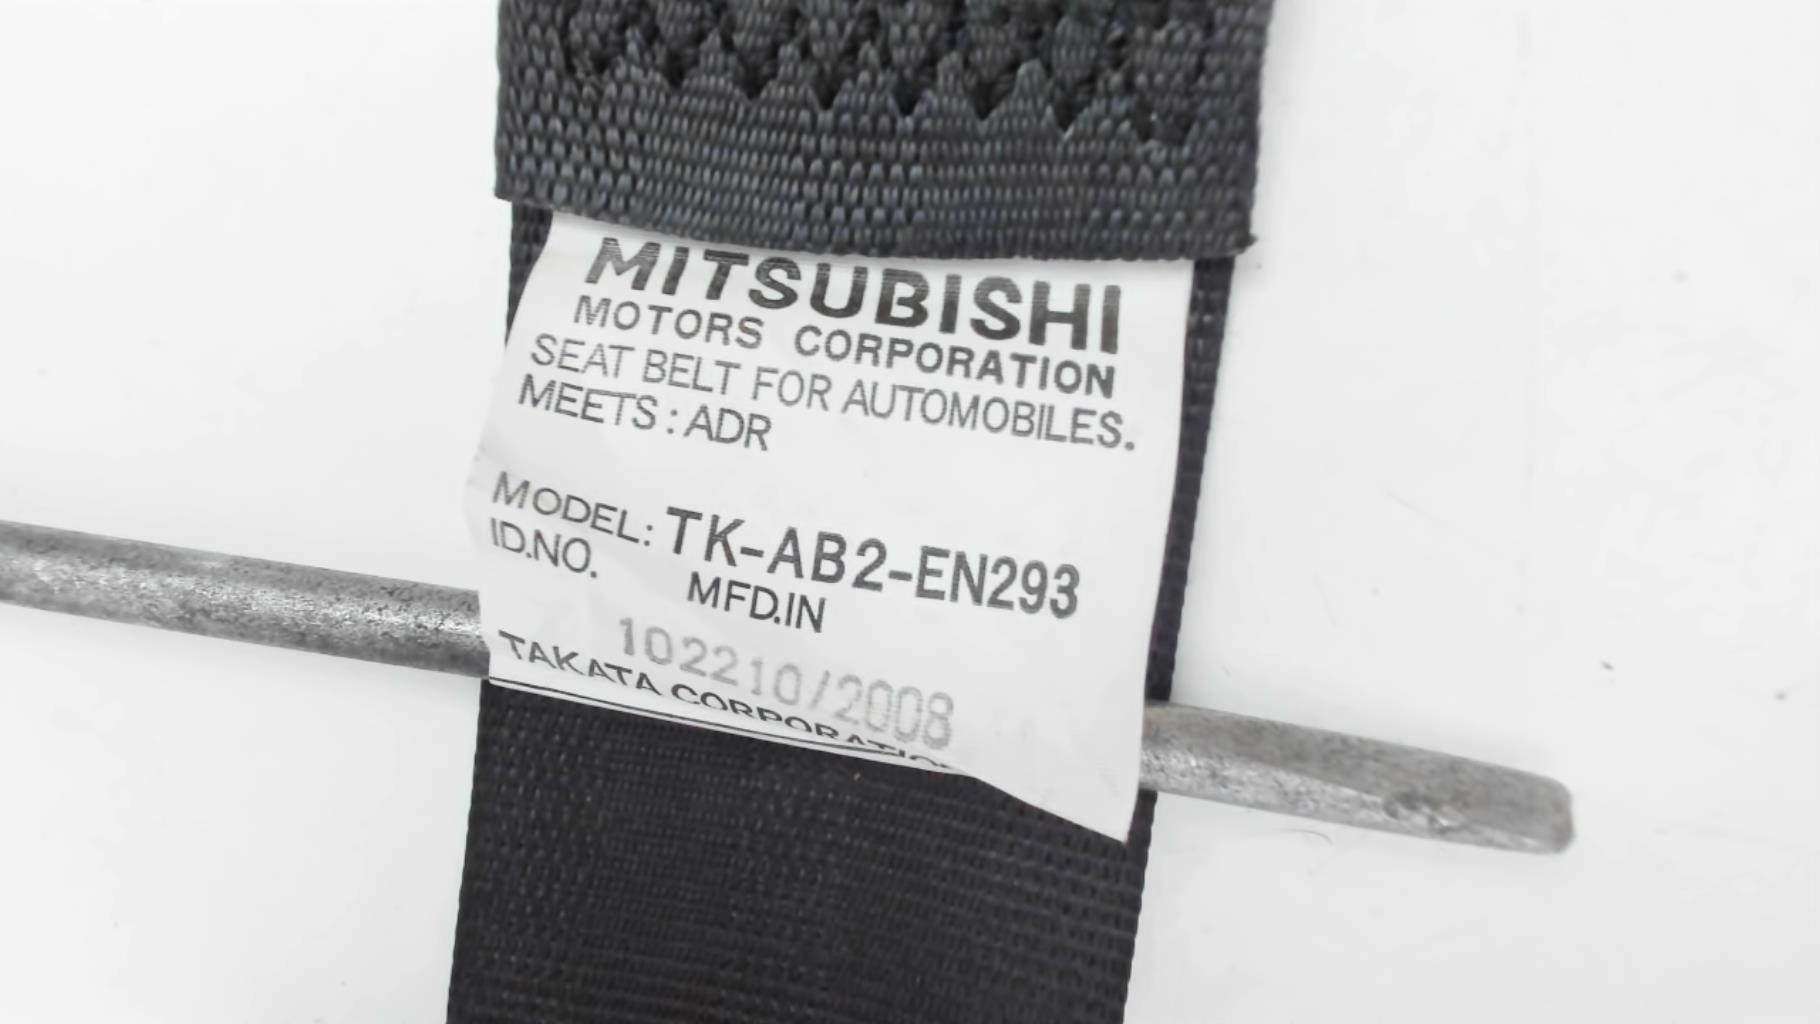 MITSUBISHI
MOTORS CORPORATION
SEAT BELT FOR AUTOMOBILES.
MEETS : ADR
MODEL: TK-AB2-EN293
ID.NO. MFD.IN
102210/2008
TAKATA CORPORATION